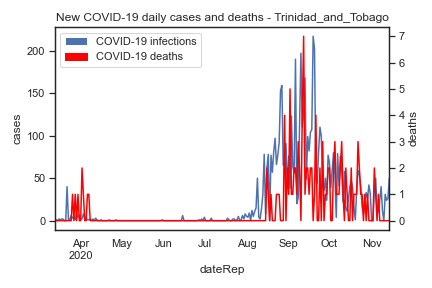 New COVID-19 daily cases and deaths - Trinidad_and_Tobago
COVID-19 infections
COVID-19 deaths
200
150
100
50
0
cases
7
6
5
4
3
2
1
0
deaths
Apr May Jun Jul Aug Sep Oct Nov
2020
dateRep